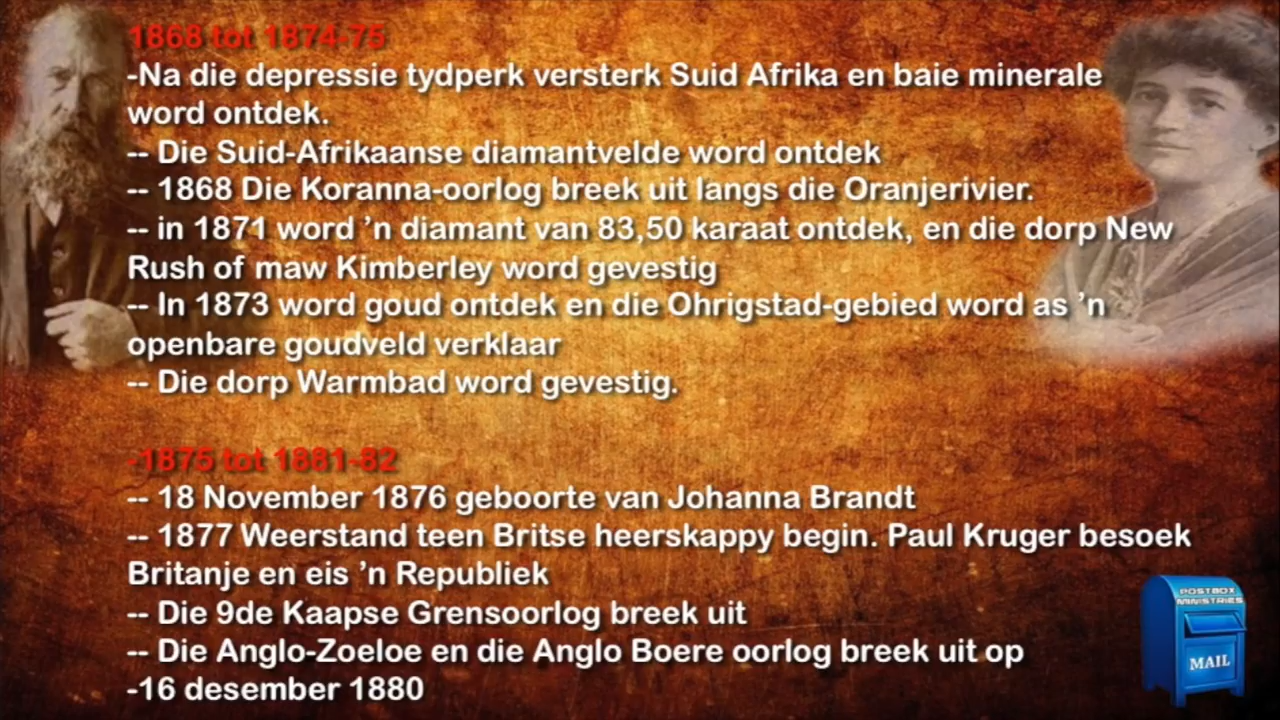 1868 tot 1874-75
-Na die depressie tydperk versterk Suid Afrika en baie minerale
word ontdek.
-- Die Suid-Afrikaanse diamantvelde word ontdek
-- 1868 Die Koranna-oorlog breek uit langs die Oranjerivier.
-- in 1871 word ’n diamant van 83,50 karaat ontdek, en die dorp New
Rush of maw Kimberley word gevestig
-- In 1873 word goud ontdek en die Ohrigstad-gebied word as ’n
openbare goudveld verklaar
-- Die dorp Warmbad word gevestig.
-1875 tot 1881-82
-- 18 November 1876 geboorte van Johanna Brandt
-- 1877 Weerstand teen Britse heerskappy begin. Paul Kruger besoek
Britanje en eis ’n Republiek
-- Die 9de Kaapse Grensoorlog breek uit
-- Die Anglo-Zoeloe en die Anglo Boere oorlog breek uit op
-16 desember 1880
POSTBOX
MINISTRIES
MAIL